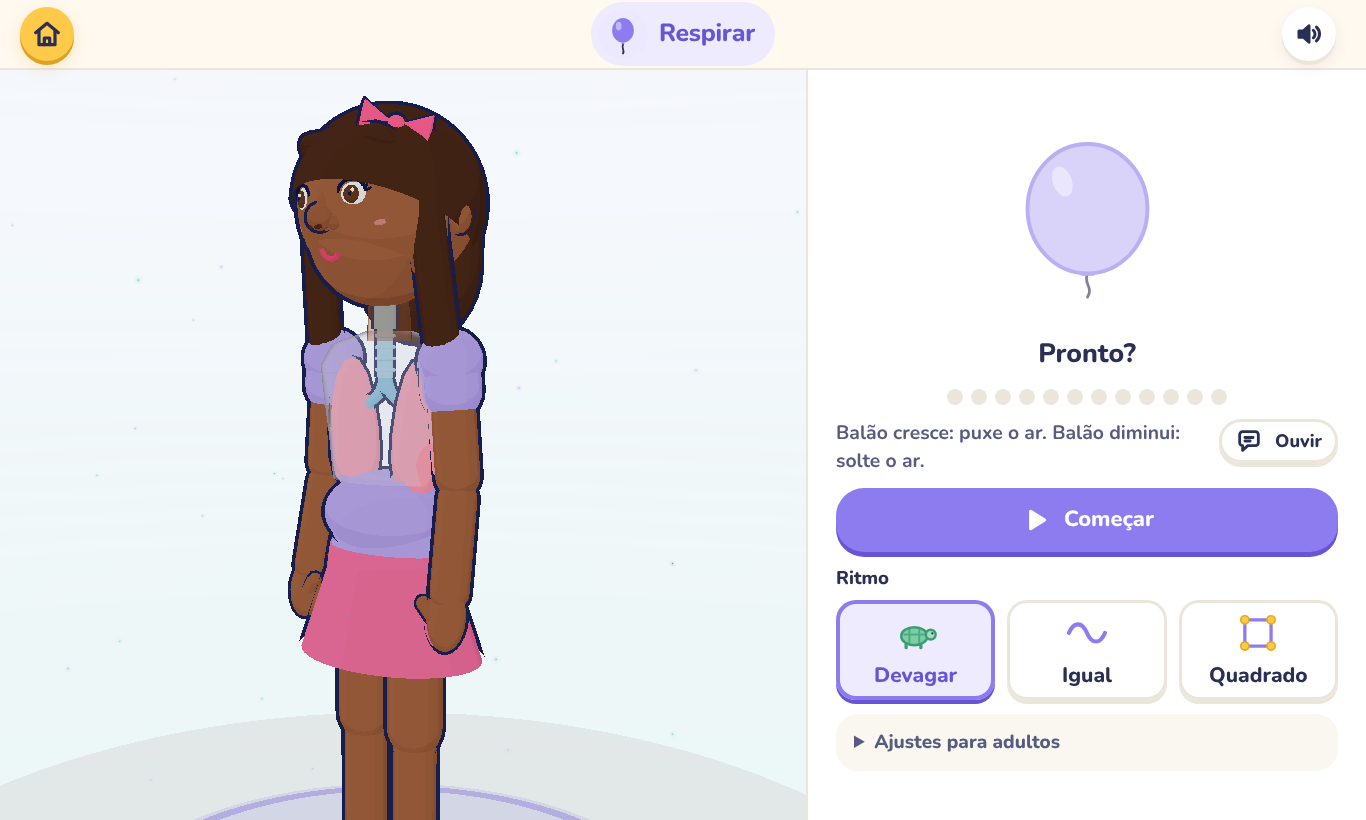 Respirar
Pronto?
Balão cresce: puxe o ar. Balão diminui:
solte o ar.
Ouvir
Começar
Ritmo
Devagar
Igual
Quadrado
Ajustes para adultos